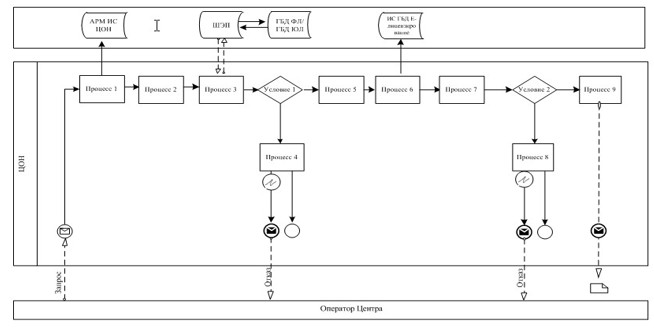 АРМ ИС
ЦОН
ШЭП
ГБД ФЛ/
ГБД ЮЛ
ИС ГБД Е-
лицензиро
вание
Процесс 1
Процесс 2
Процесс 3
Условие 1
Процесс 5
Процесс 6
Процесс 7
Условие 2
Процесс 9
Процесс 4
Процесс 8
ЦОН
Запрос
Отказ
Отказ
Оператор Центра